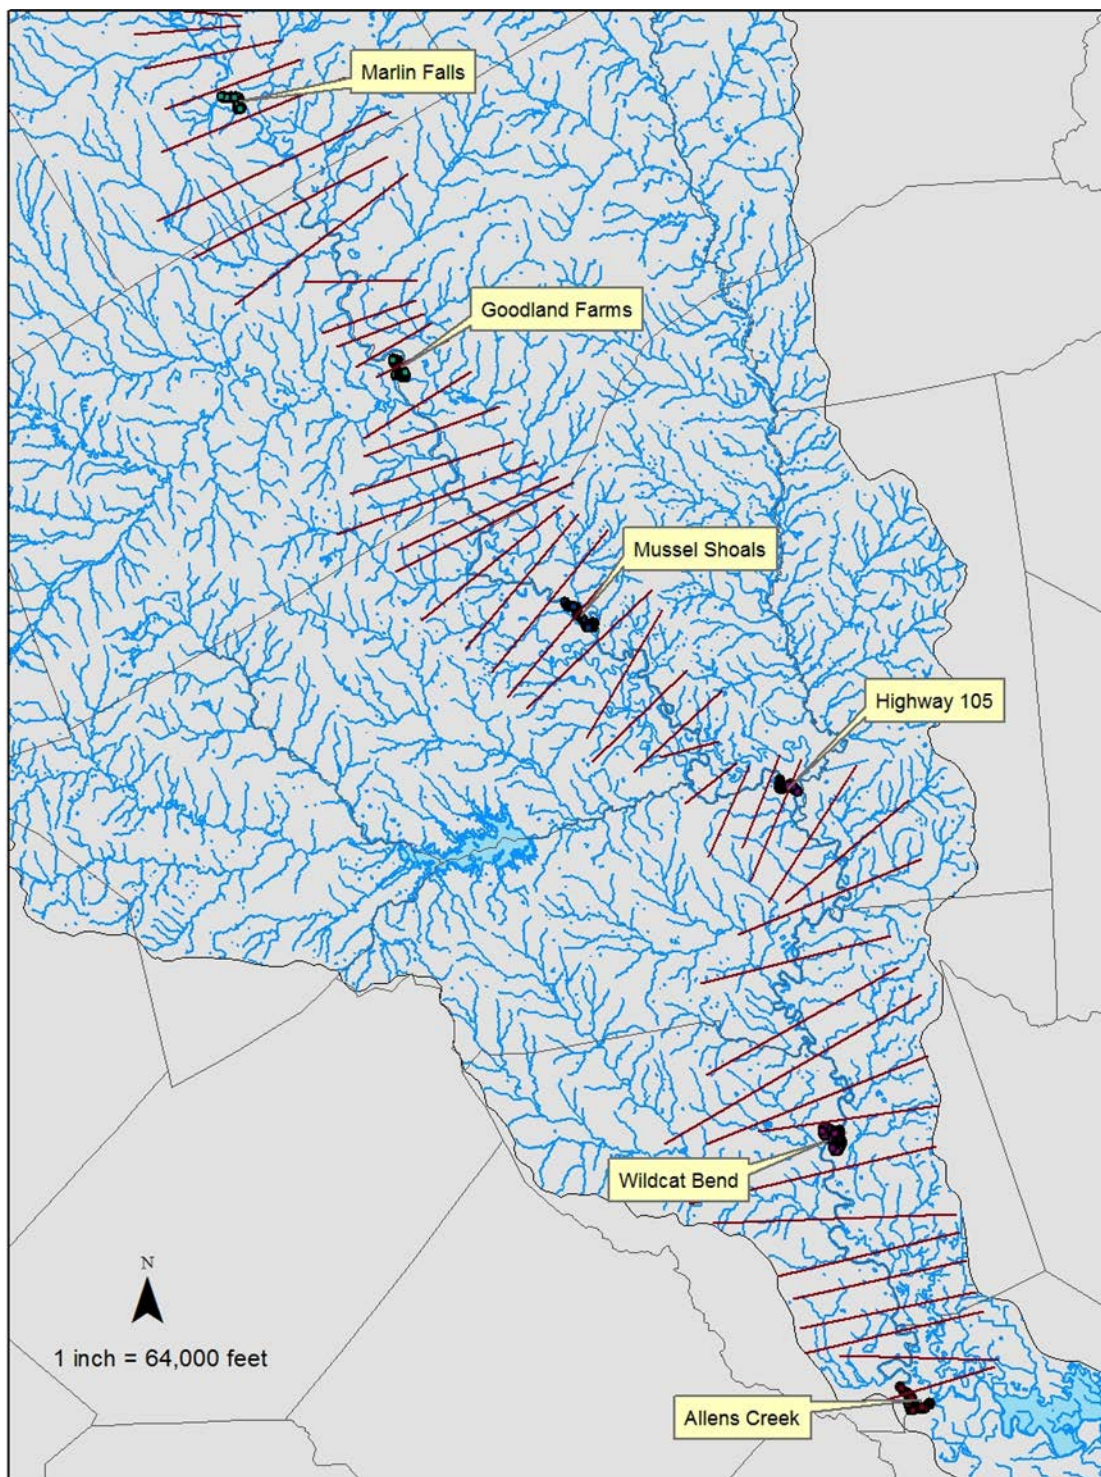 Marlin Falls
Goodland Farms
Mussel Shoals
Highway 105
Wildcat Bend
N
1 inch = 64,000 feet
Allens Creek